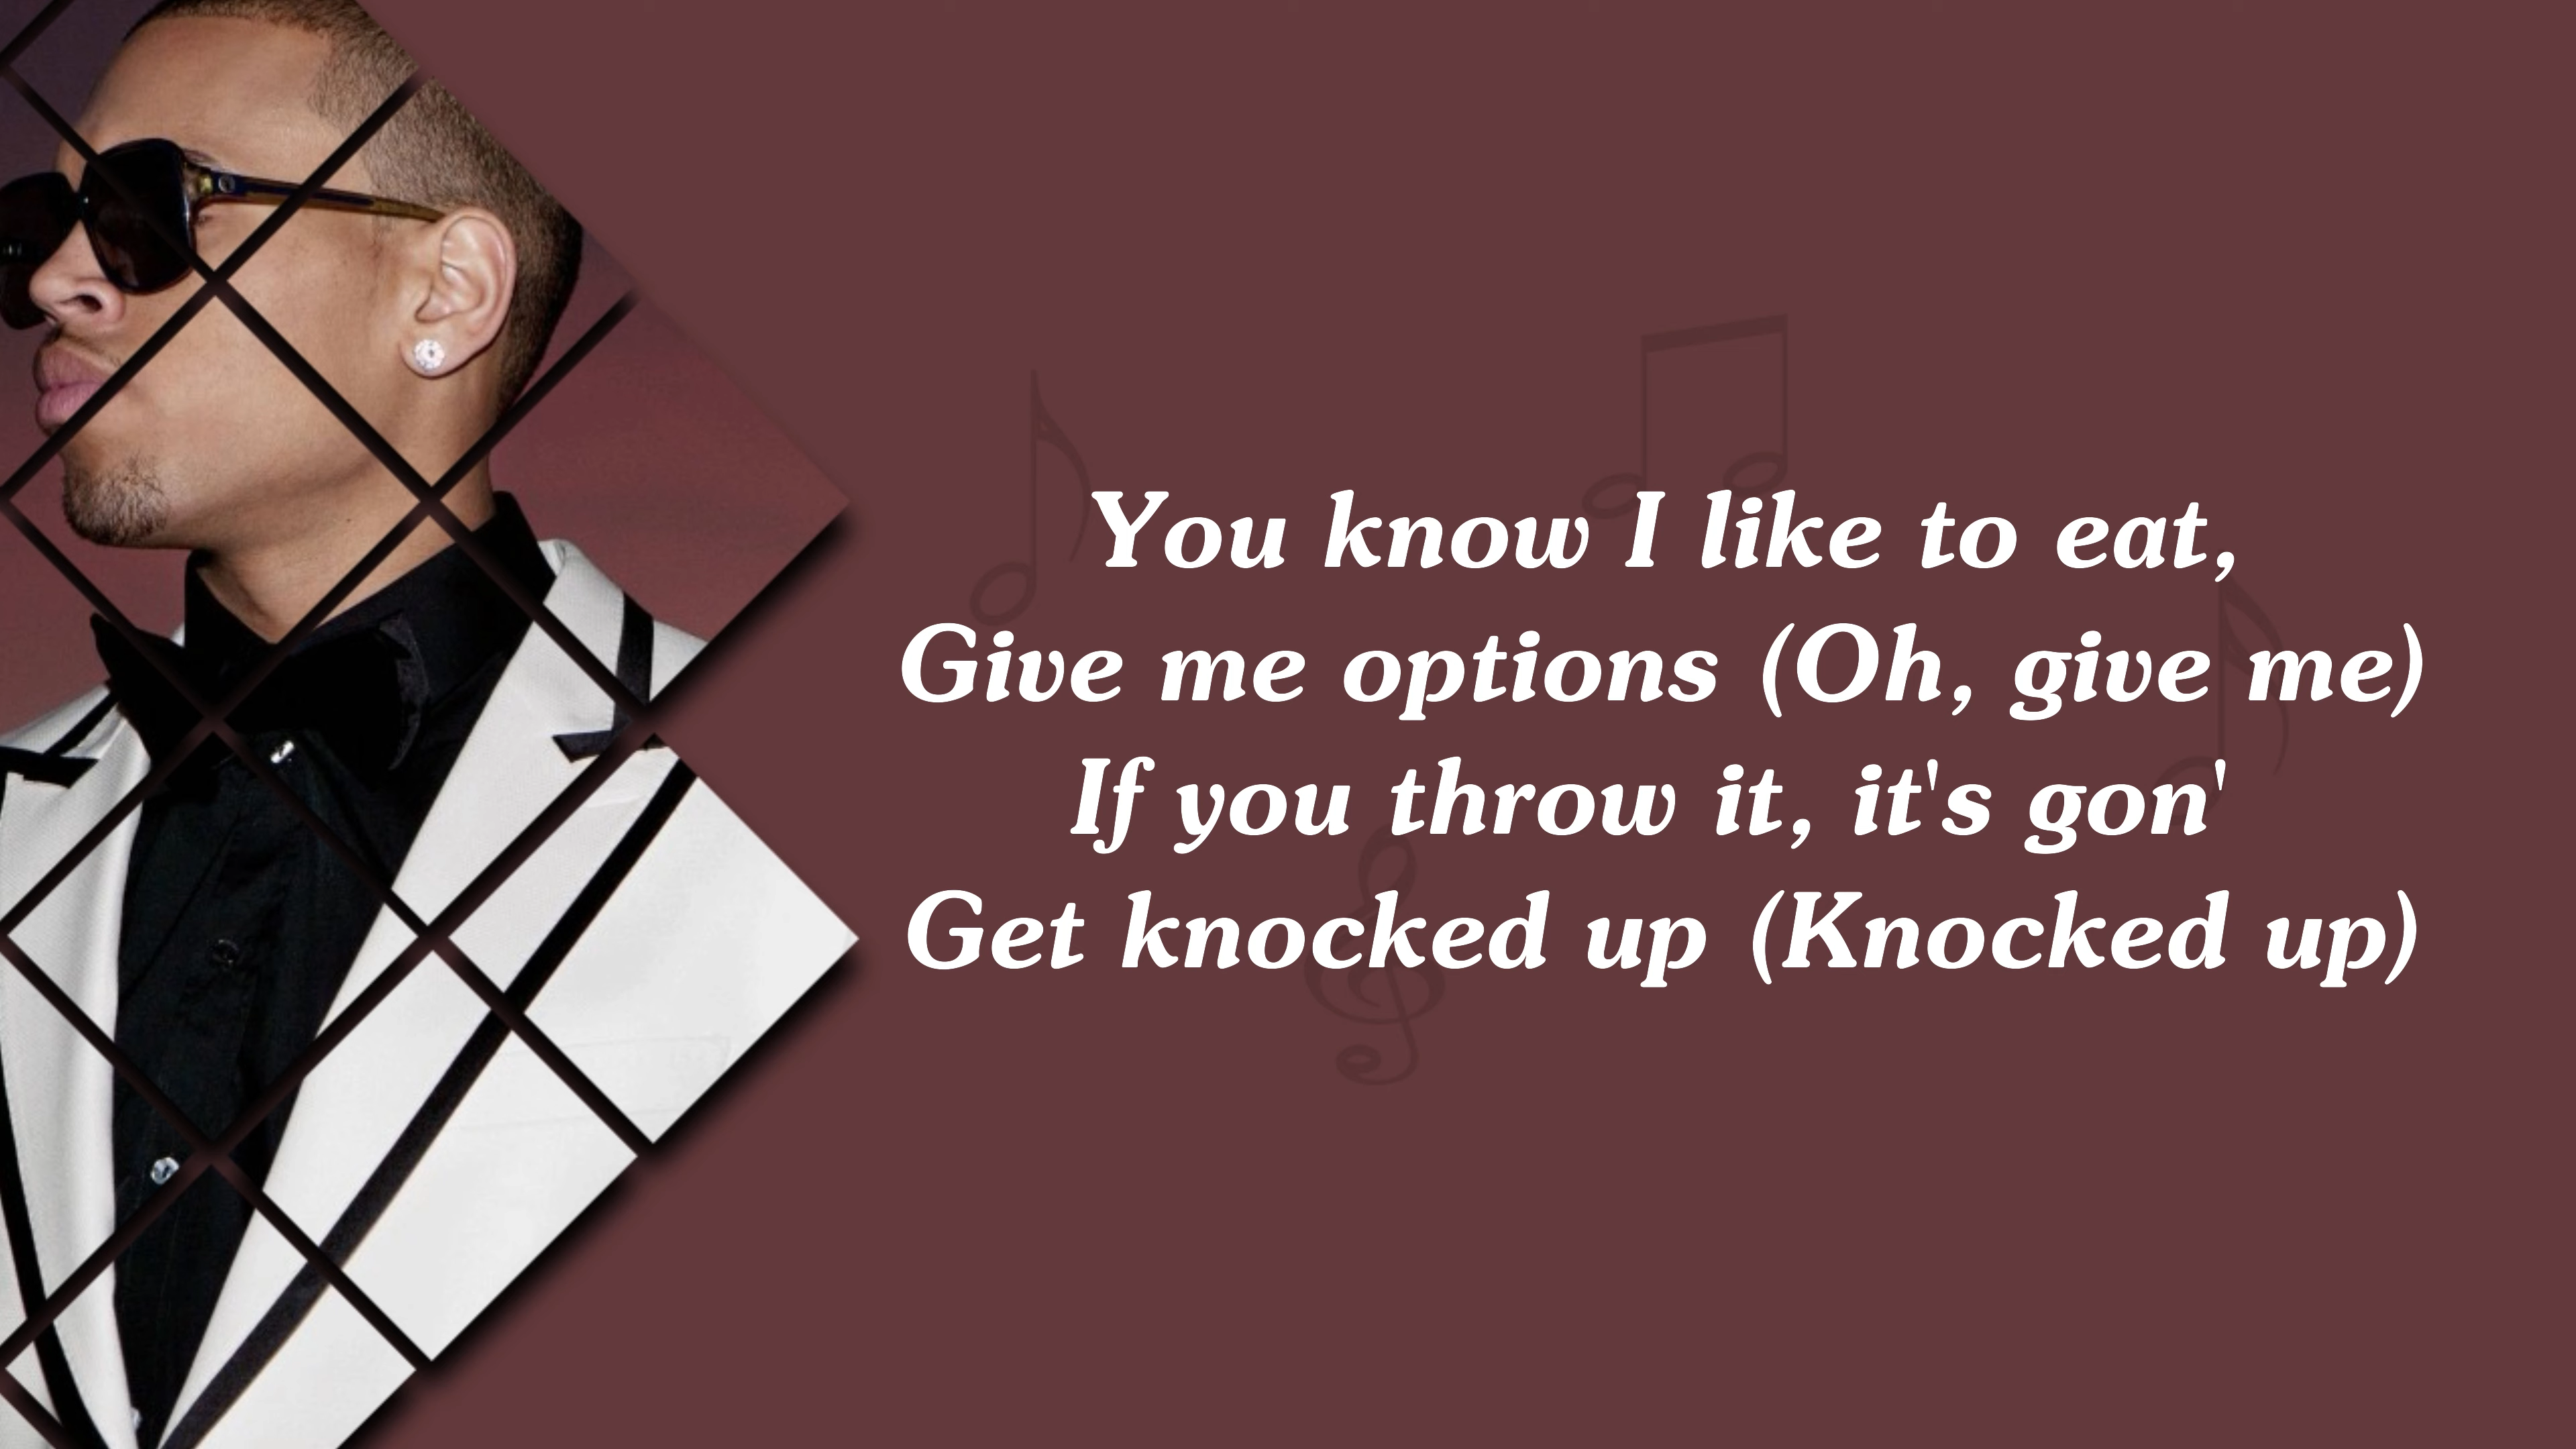 You know I like to eat,
Give me options (Oh, give me)
If you throw it, it's gon'
Get knocked up (Knocked up)